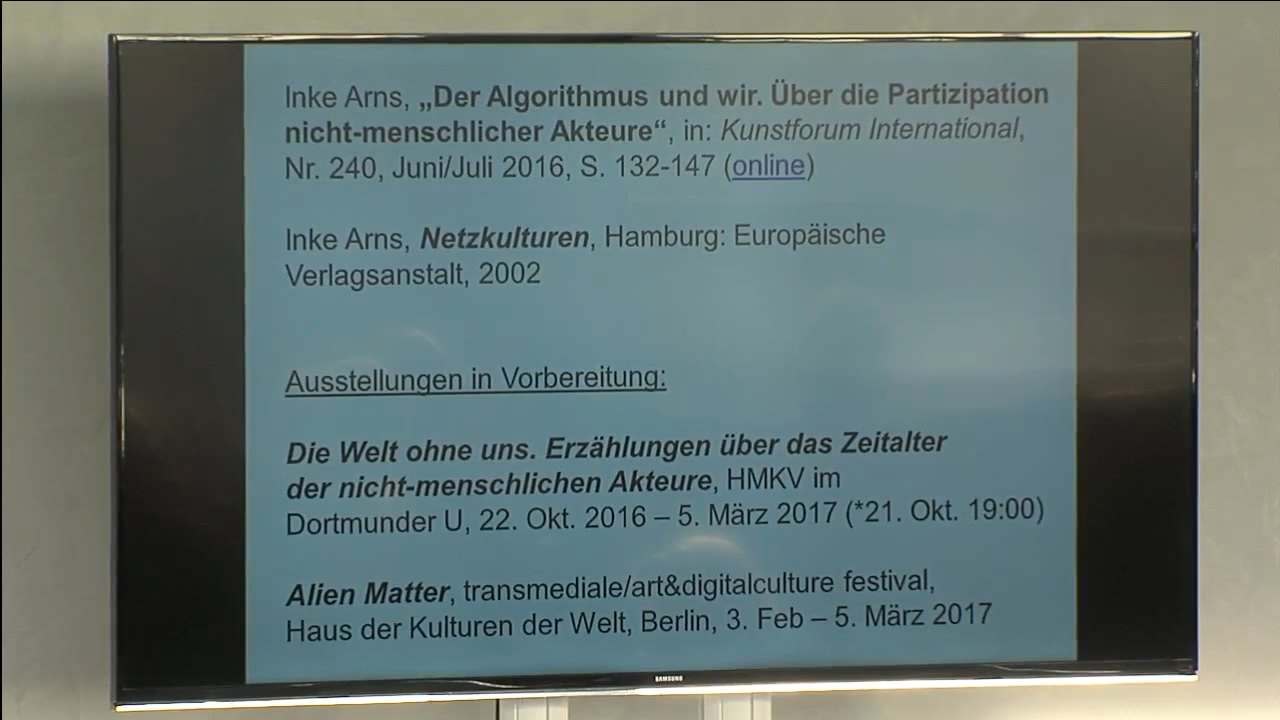 Inke Arns, „Der Algorithmus und wir. Über die Partizipation
nicht-menschlicher Akteure“, in: Kunstforum International,
Nr. 240, Juni/Juli 2016, S. 132-147 (online)
Inke Arns, Netzkulturen, Hamburg: Europäische
Verlagsanstalt, 2002
Ausstellungen in Vorbereitung:
Die Welt ohne uns. Erzählungen über das Zeitalter
der nicht-menschlichen Akteure, HMKV im
Dortmunder U, 22. Okt. 2016 – 5. März 2017 (*21. Okt. 19:00)
Alien Matter, transmediale/art&digitalculture festival,
Haus der Kulturen der Welt, Berlin, 3. Feb – 5. März 2017
SAMSUNG